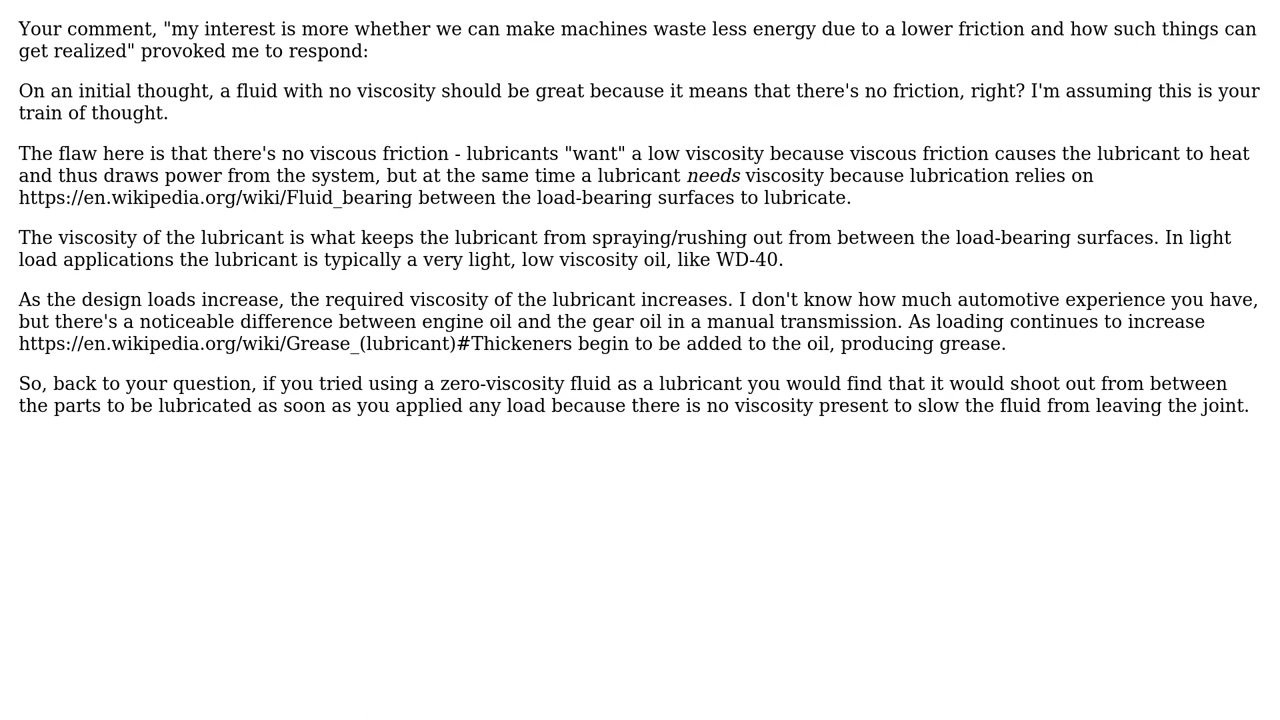 Your comment, "my interest is more whether we can make machines waste less energy due to a lower friction and how such things can
get realized" provoked me to respond:
On an initial thought, a fluid with no viscosity should be great because it means that there's no friction, right? I'm assuming this is your
train of thought.
The flaw here is that there's no viscous friction - lubricants "want" a low viscosity because viscous friction causes the lubricant to heat
and thus draws power from the system, but at the same time a lubricant needs viscosity because lubrication relies on
https://en.wikipedia.org/wiki/Fluid_bearing between the load-bearing surfaces to lubricate.
The viscosity of the lubricant is what keeps the lubricant from spraying/rushing out from between the load-bearing surfaces. In light
load applications the lubricant is typically a very light, low viscosity oil, like WD-40.
As the design loads increase, the required viscosity of the lubricant increases. I don't know how much automotive experience you have,
but there's a noticeable difference between engine oil and the gear oil in a manual transmission. As loading continues to increase
https://en.wikipedia.org/wiki/Grease_(lubricant)#Thickeners begin to be added to the oil, producing grease.
So, back to your question, if you tried using a zero-viscosity fluid as a lubricant you would find that it would shoot out from between
the parts to be lubricated as soon as you applied any load because there is no viscosity present to slow the fluid from leaving the joint.